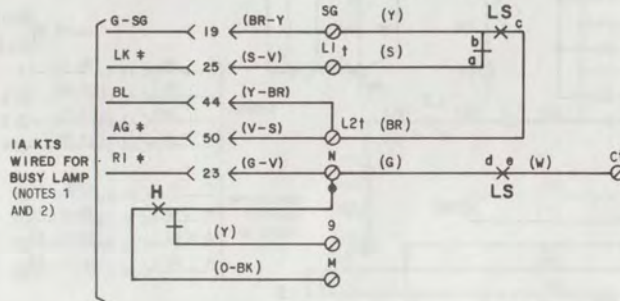 SG
LS
G-SG 19 (BR-Y (Y) c
b
LK ‡ 25 (S-V) L1 † (S) a
BL 44 (Y-BR)
AG ‡ 50 (V-S) L2† (BR)
1A KTS
WIRED FOR
BUSY LAMP
(NOTES 1
AND 2)
R1 ‡ 23 (G-V) N (G) d e (W)
LS
H
(Y) 9
(O-BK) M